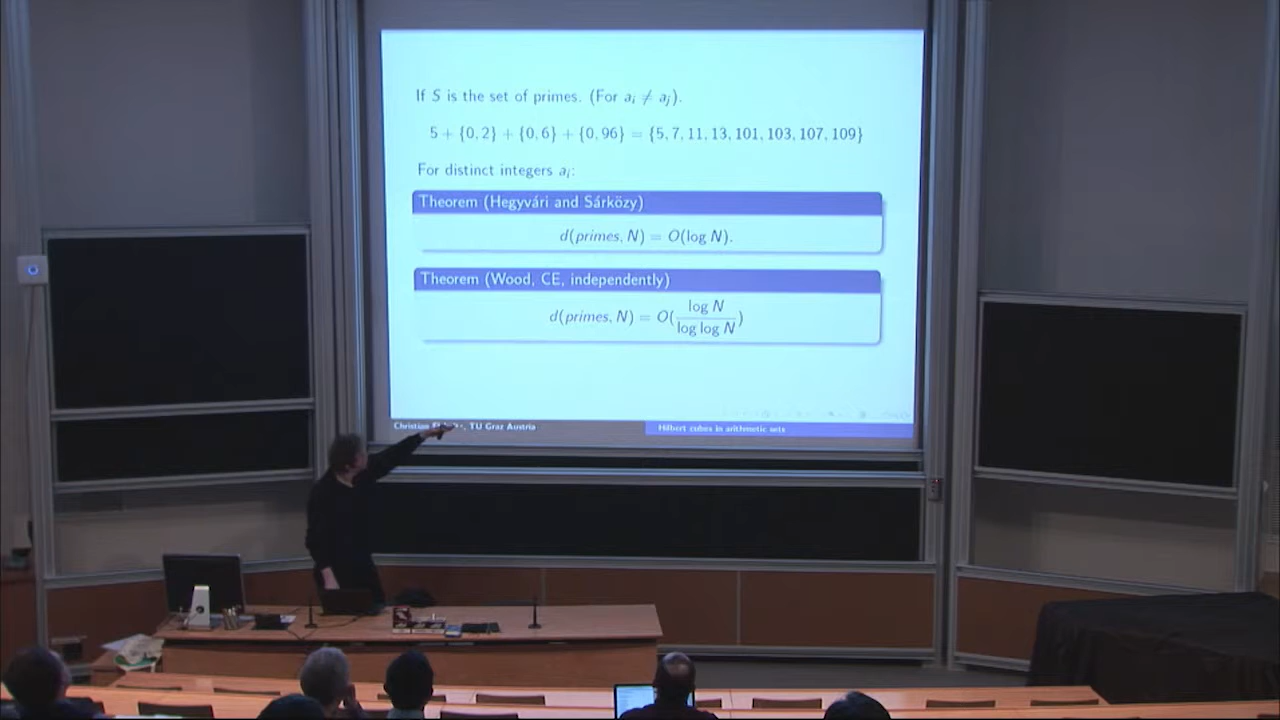 If S is the set of primes. (For a_i ≠ a_j).
5 + {0, 2} + {0, 6} + {0, 96} = {5, 7, 11, 13, 101, 103, 107, 109}
For distinct integers a_i:
Theorem (Hegyvári and Sárközy)
d(primes, N) = O(log N).
Theorem (Wood, CE, independently)
d(primes, N) = O(log N / log log N)
Christian , TU Graz Austria
Hilbert cubes in arithmetic sets